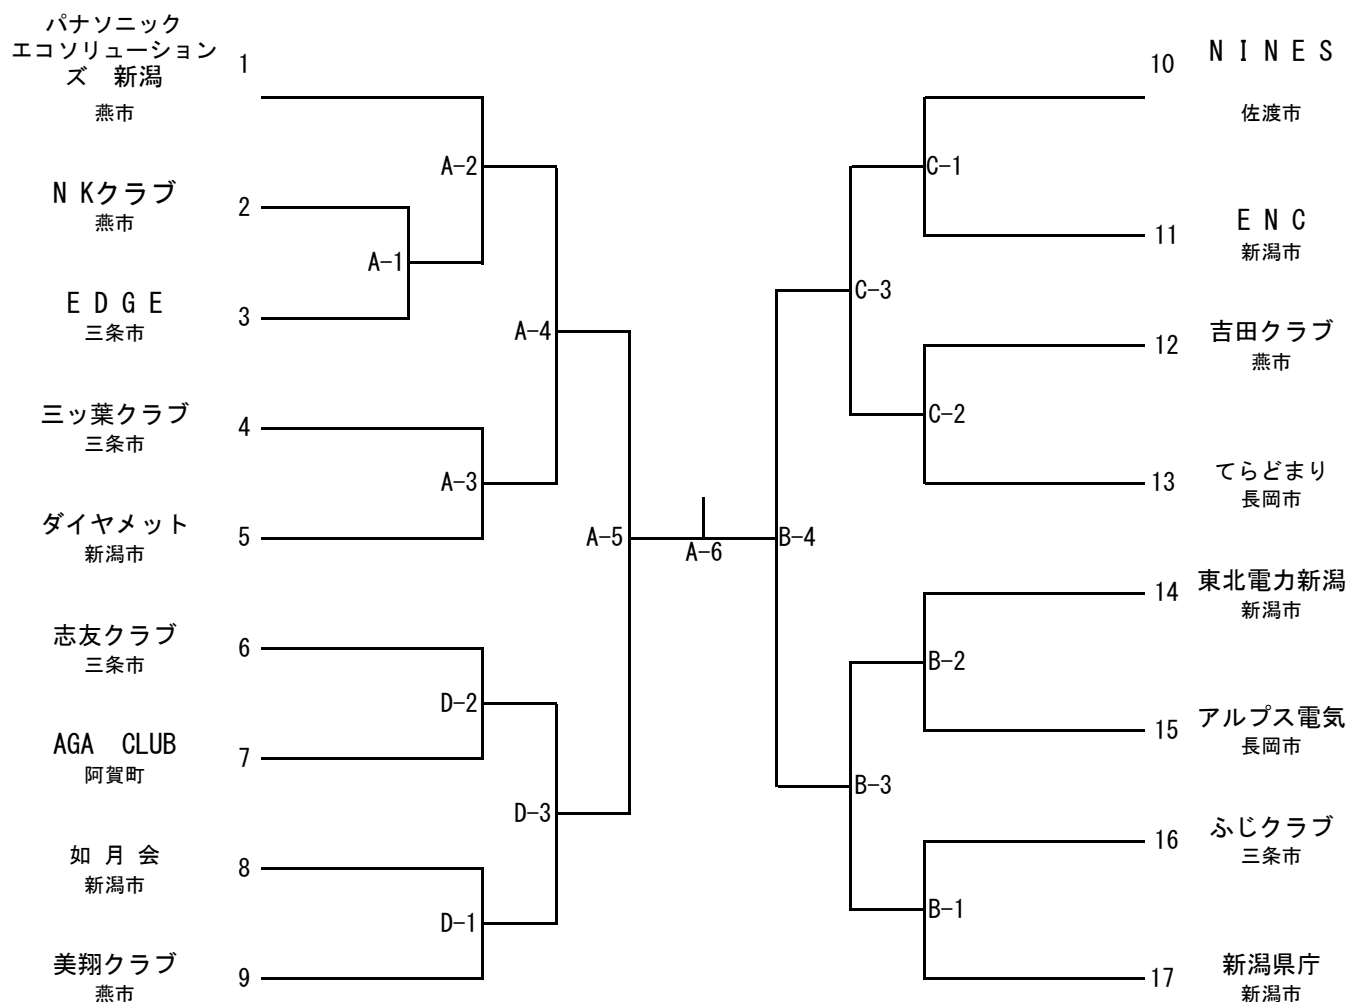 パナソニック
エコソリューション
ズ　新潟
1
燕市
A-2
N Kクラブ
2
燕市
A-1
E D G E
3
三条市
A-4
三ッ葉クラブ
4
三条市
A-3
ダイヤメット
5
新潟市
A-5
志友クラブ
6
三条市
D-2
AGA　CLUB
7
阿賀町
D-3
如 月 会
8
新潟市
D-1
美翔クラブ
9
燕市
A-6
10
N I N E S
佐渡市
C-1
11
E N C
新潟市
C-3
12
吉田クラブ
燕市
C-2
13
てらどまり
長岡市
B-4
14
東北電力新潟
新潟市
B-2
15
アルプス電気
長岡市
B-3
16
ふじクラブ
三条市
B-1
17
新潟県庁
新潟市